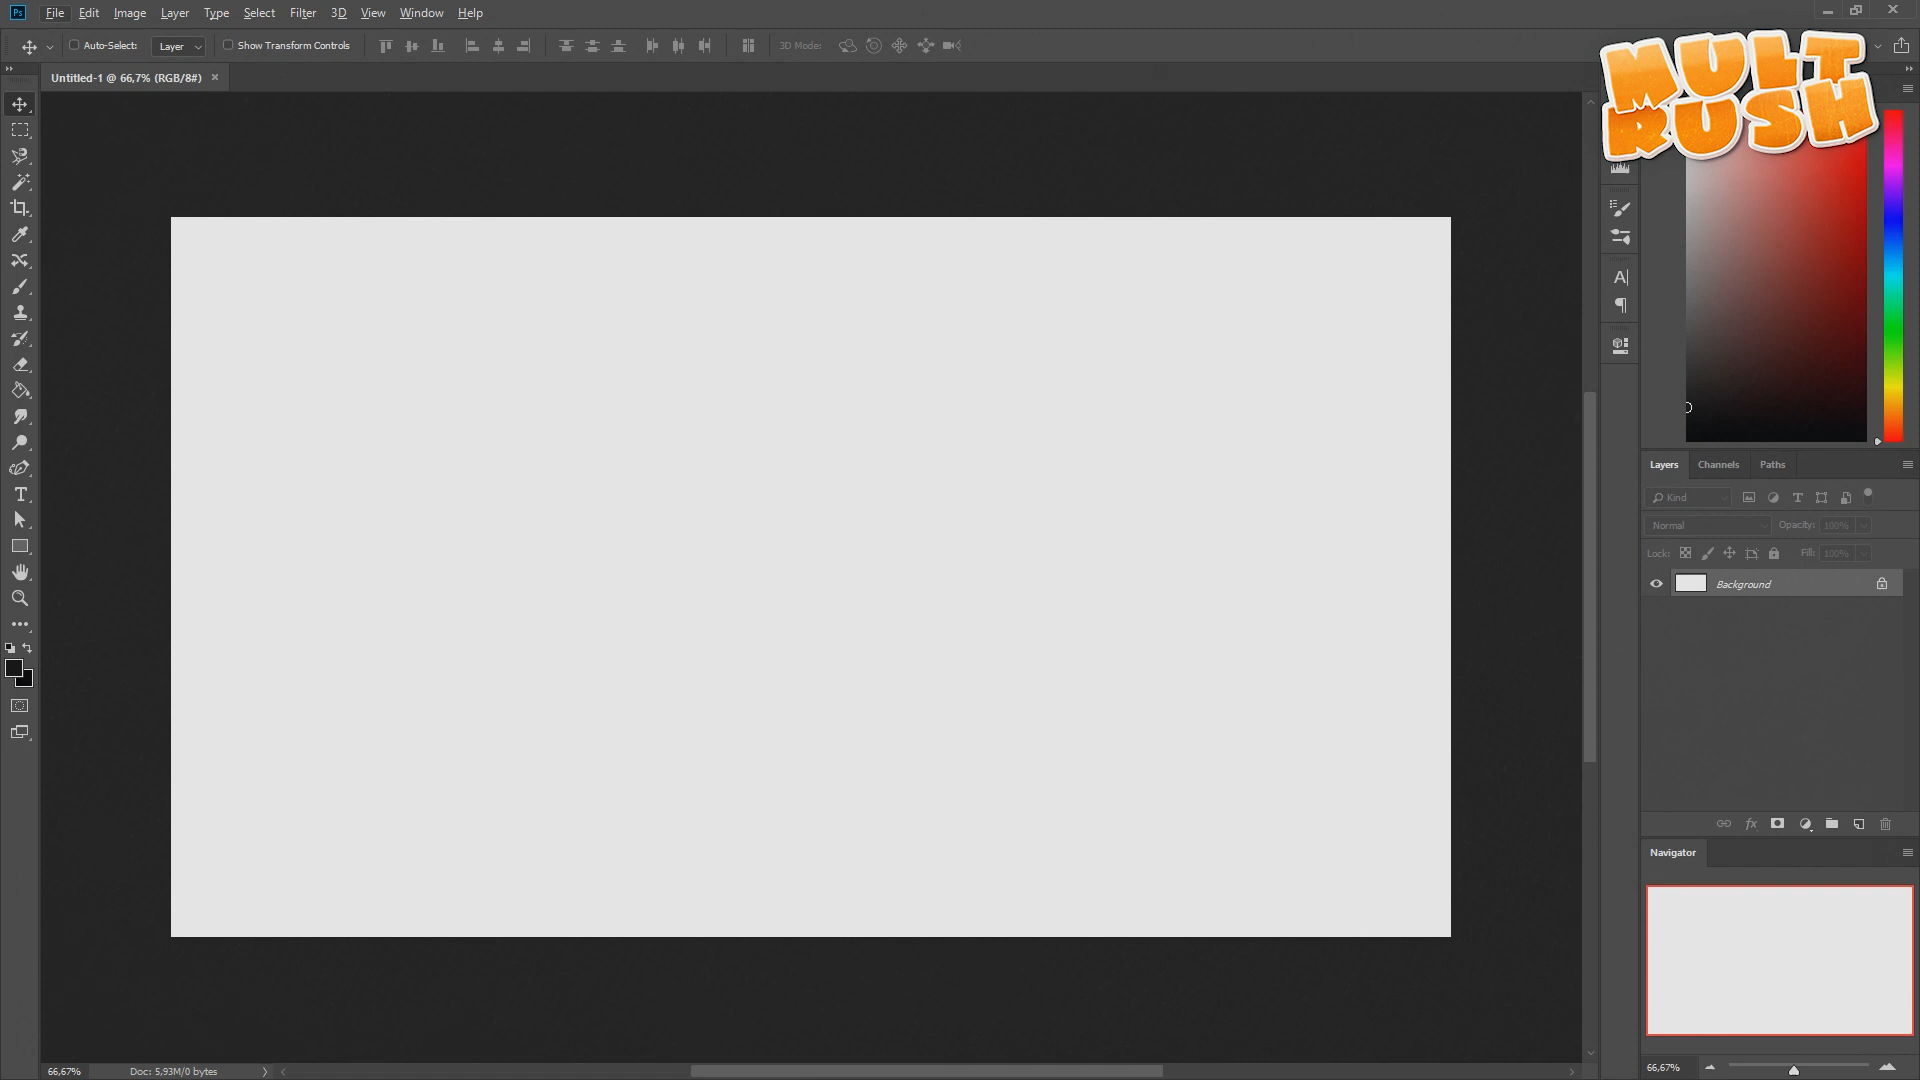 Ps File Edit Image Layer Type Select Filter 3D View Window Help
Auto-Select: Layer Show Transform Controls 3D Mode:
MULT
RUSH
Untitled-1 @ 66,7% (RGB/8#) ×
Layers Channels Paths
Kind
Normal Opacity: 100%
Lock: Fill: 100%
Background
fx
Navigator
66,67% Doc: 5,93M/0 bytes
66,67%